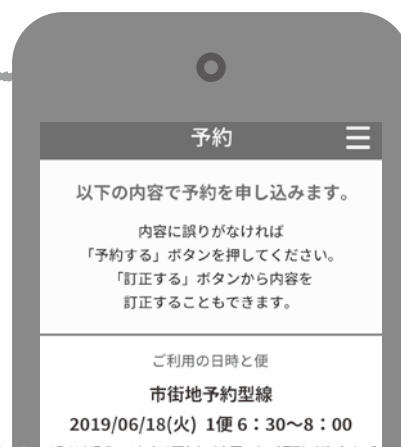 予約
以下の内容で予約を申し込みます。
内容に誤りがなければ
「予約する」ボタンを押してください。
「訂正する」ボタンから内容を
訂正することもできます。
ご利用の日時と便
市街地予約型線
2019/06/18(火) 1便 6：30～8：00